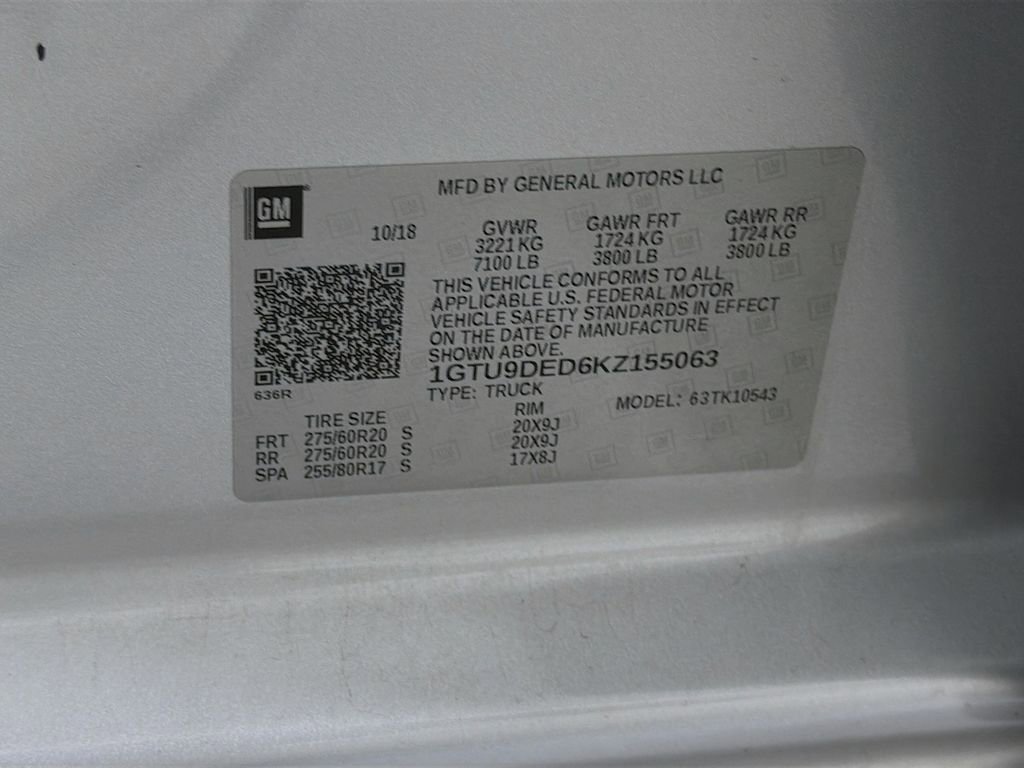 GM
MFD BY GENERAL MOTORS LLC
10/18 GVWR GAWR FRT GAWR RR
3221 KG 1724 KG 1724 KG
7100 LB 3800 LB 3800 LB
THIS VEHICLE CONFORMS TO ALL
APPLICABLE U.S. FEDERAL MOTOR
VEHICLE SAFETY STANDARDS IN EFFECT
ON THE DATE OF MANUFACTURE
SHOWN ABOVE.
1GTU9DED6KZ155063
636R TYPE: TRUCK MODEL: 63TK10543
TIRE SIZE RIM
FRT 275/60R20 S 20X9J
RR 275/60R20 S 20X9J
SPA 255/80R17 S 17X8J